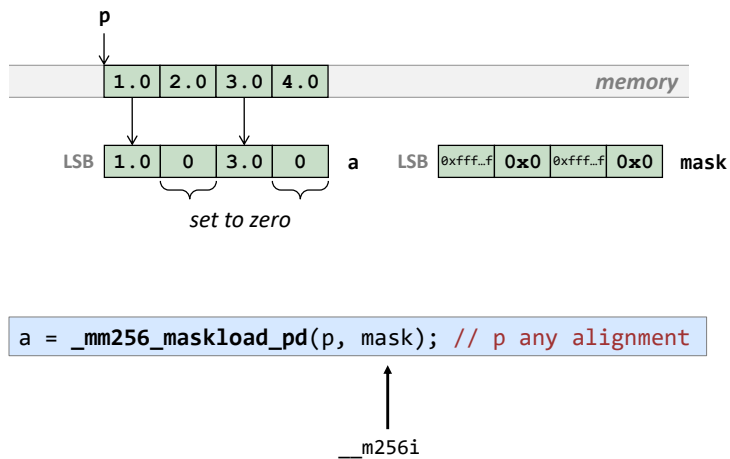 p
1.0 2.0 3.0 4.0 memory
LSB 1.0 0 3.0 0 a LSB 0xfff…f 0x0 0xfff…f 0x0 mask
set to zero
a = _mm256_maskload_pd(p, mask); // p any alignment
__m256i